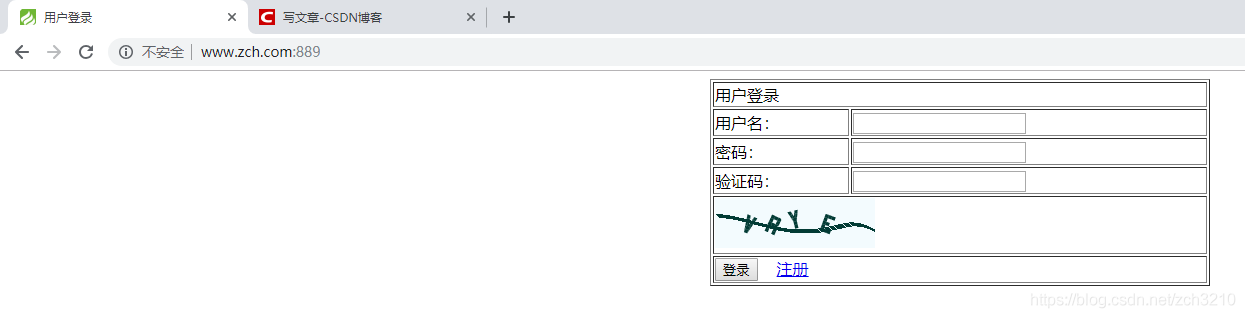 用户登录
写文章-CSDN博客
不安全 www.zch.com:889
用户登录
用户名：
密码：
验证码：
VRYE
登录 注册
https://blog.csdn.net/zch3210